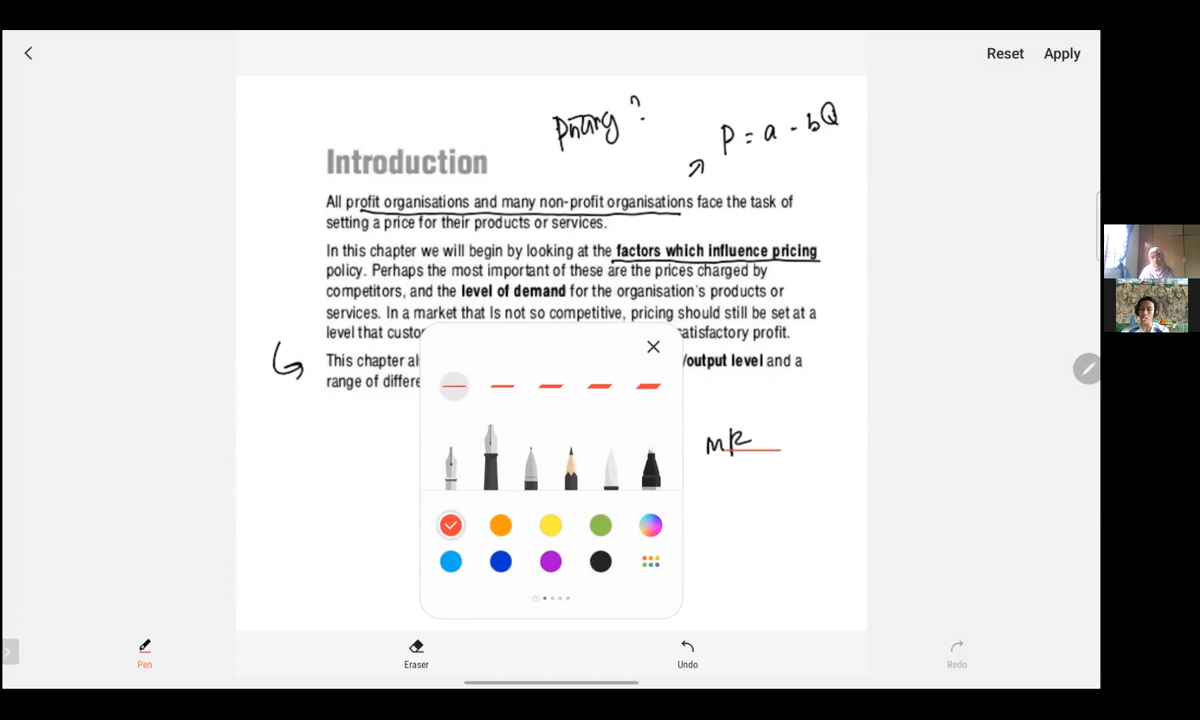 Reset Apply
Pricing ?
P = a - bQ
Introduction
All profit organisations and many non-profit organisations face the task of
setting a price for their products or services.
In this chapter we will begin by looking at the factors which influence pricing
policy. Perhaps the most important of these are the prices charged by
competitors, and the level of demand for the organisation's products or
services. In a market that Is not so competitive, pricing should still be set at a
level that satisfactory profit.
This chapter /output level and a
range of
MR
Pen Eraser Undo Redo